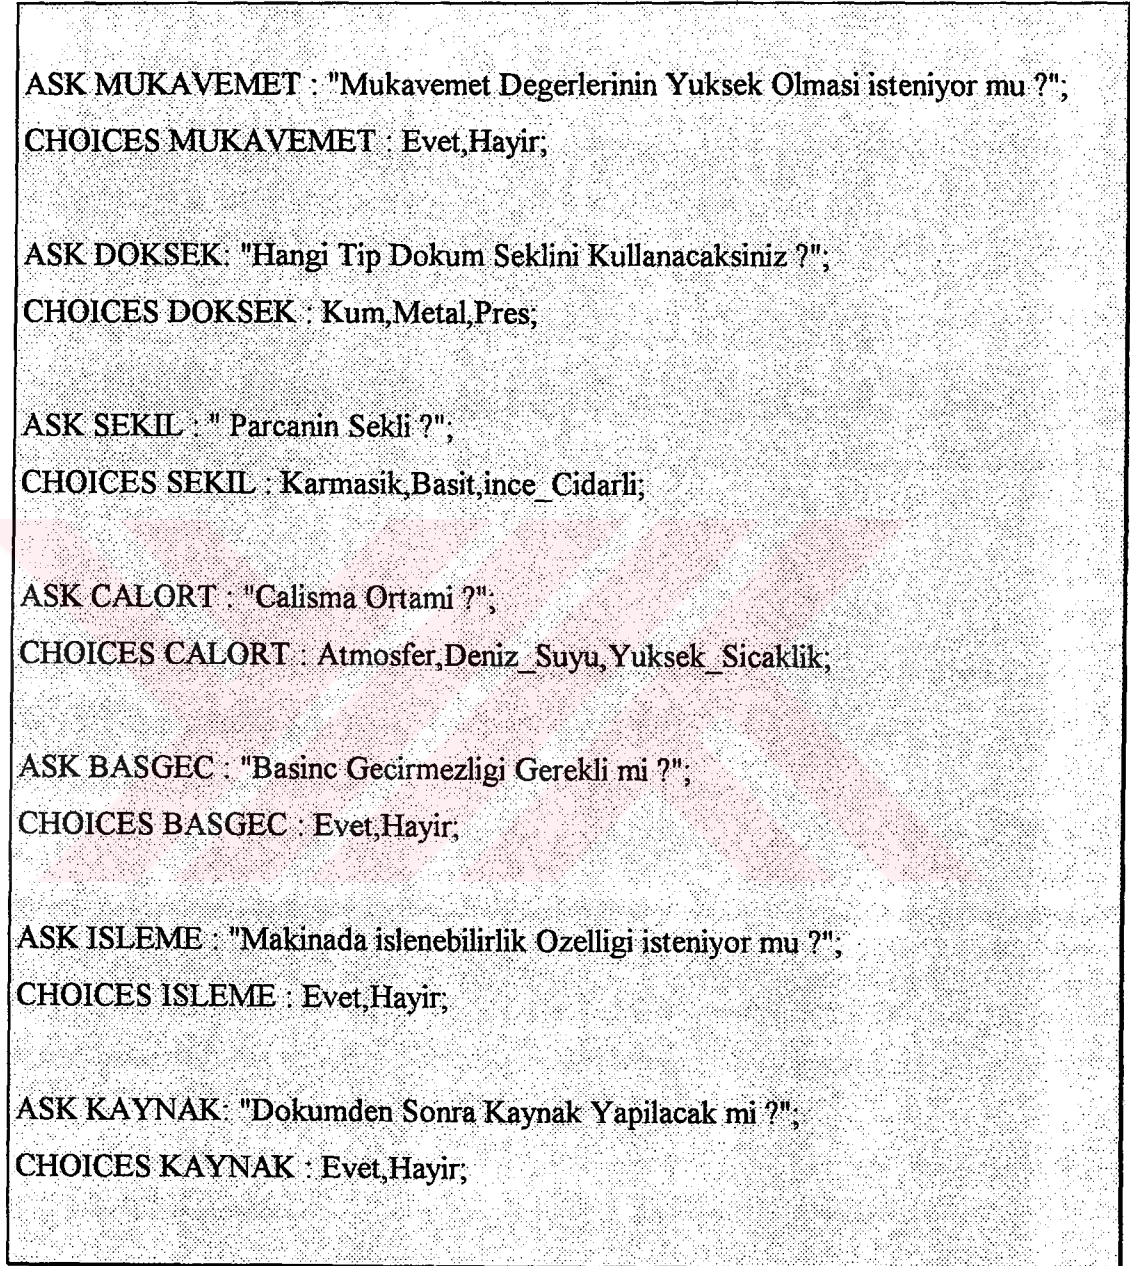 ASK MUKAVEMET : "Mukavemet Degerlerinin Yuksek Olmasi isteniyor mu ?";
CHOICES MUKAVEMET : Evet,Hayir;
ASK DOKSEK: "Hangi Tip Dokum Seklini Kullanacaksiniz ?";
CHOICES DOKSEK : Kum,Metal,Pres;
ASK SEKIL : " Parcanin Sekli ?";
CHOICES SEKIL : Karmasik,Basit,ince_Cidarli;
ASK CALORT : "Calisma Ortami ?";
CHOICES CALORT : Atmosfer,Deniz_Suyu,Yuksek_Sicaklik;
ASK BASGEC : "Basinc Gecirmezligi Gerekli mi ?";
CHOICES BASGEC : Evet,Hayir;
ASK ISLEME : "Makinada islenebilirlik Ozelligi isteniyor mu ?";
CHOICES ISLEME : Evet,Hayir;
ASK KAYNAK: "Dokumden Sonra Kaynak Yapilacak mi ?";
CHOICES KAYNAK : Evet,Hayir;